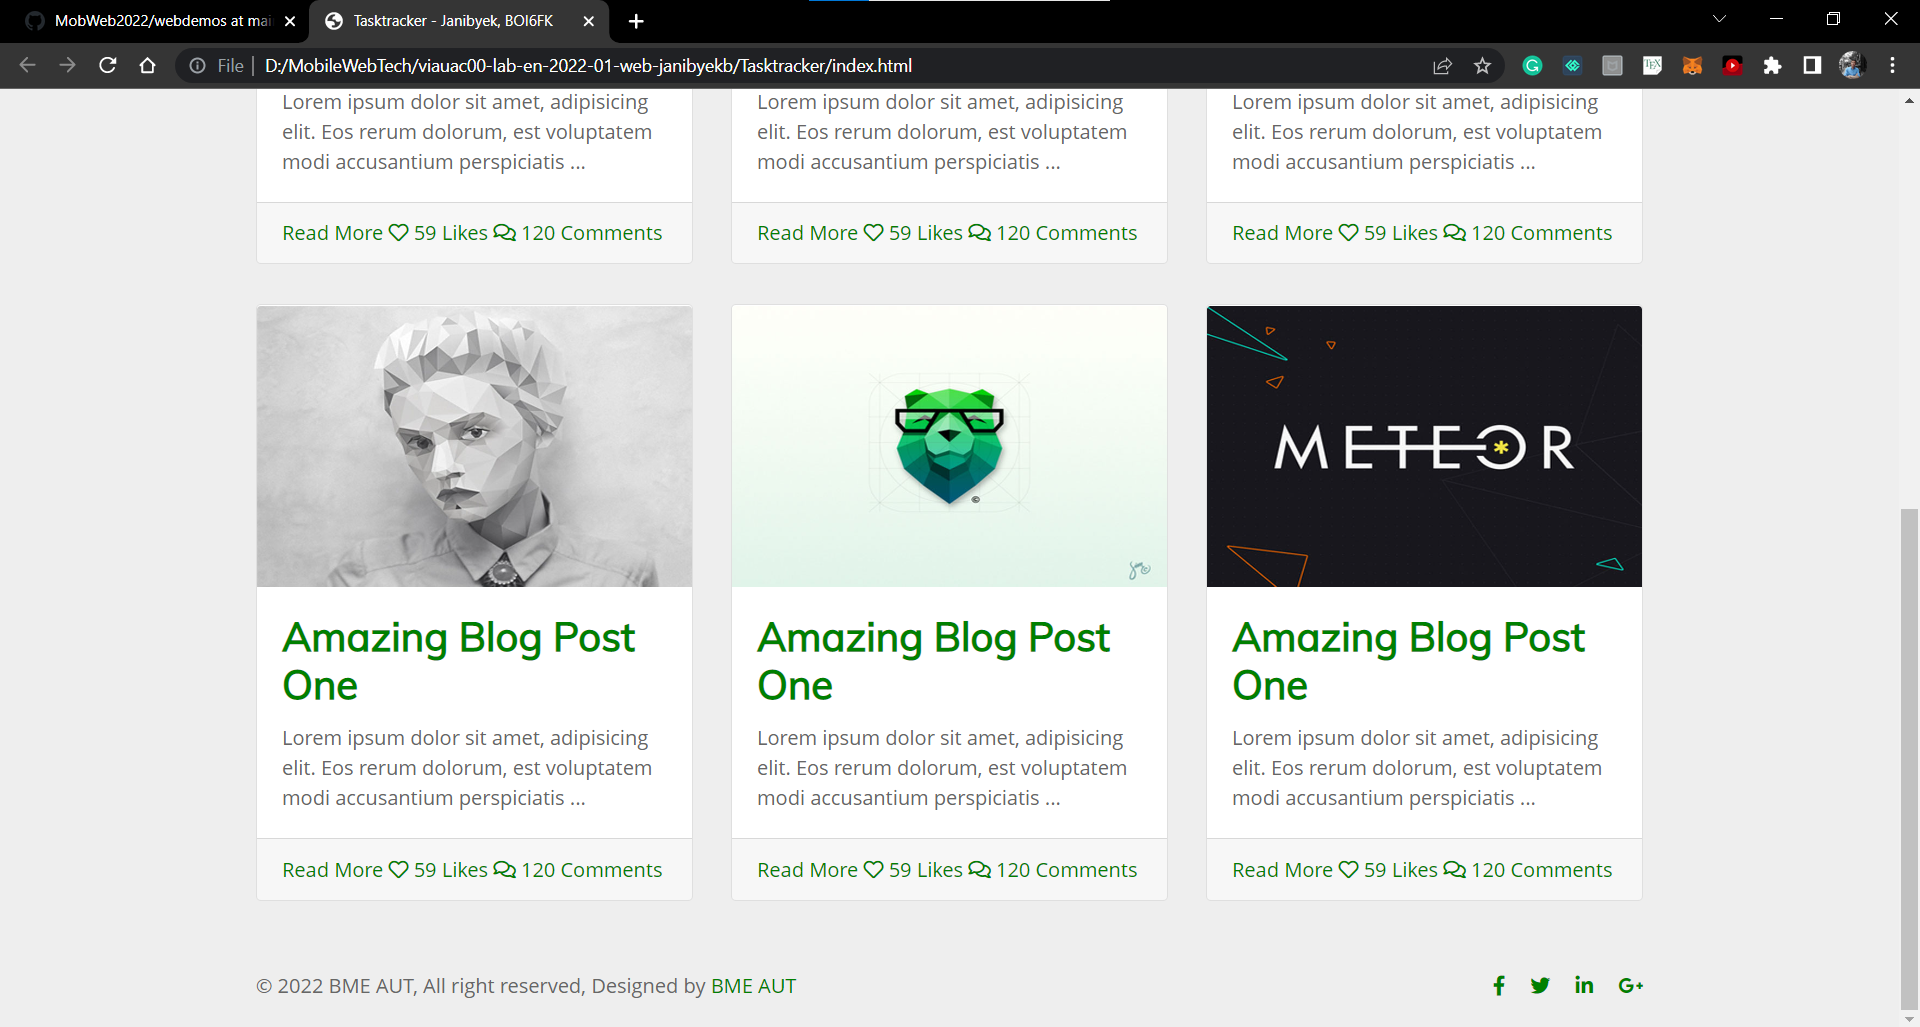 MobWeb2022/webdemos at mai
Tasktracker - Janibyek, BOI6FK
File | D:/MobileWebTech/viauac00-lab-en-2022-01-web-janibyekb/Tasktracker/index.html
Lorem ipsum dolor sit amet, adipisicing
elit. Eos rerum dolorum, est voluptatem
modi accusantium perspiciatis ...
Read More 59 Likes 120 Comments
Lorem ipsum dolor sit amet, adipisicing
elit. Eos rerum dolorum, est voluptatem
modi accusantium perspiciatis ...
Read More 59 Likes 120 Comments
Lorem ipsum dolor sit amet, adipisicing
elit. Eos rerum dolorum, est voluptatem
modi accusantium perspiciatis ...
Read More 59 Likes 120 Comments
Amazing Blog Post
One
Lorem ipsum dolor sit amet, adipisicing
elit. Eos rerum dolorum, est voluptatem
modi accusantium perspiciatis ...
Read More 59 Likes 120 Comments
©
Amazing Blog Post
One
Lorem ipsum dolor sit amet, adipisicing
elit. Eos rerum dolorum, est voluptatem
modi accusantium perspiciatis ...
Read More 59 Likes 120 Comments
METEOR
Amazing Blog Post
One
Lorem ipsum dolor sit amet, adipisicing
elit. Eos rerum dolorum, est voluptatem
modi accusantium perspiciatis ...
Read More 59 Likes 120 Comments
© 2022 BME AUT, All right reserved, Designed by BME AUT